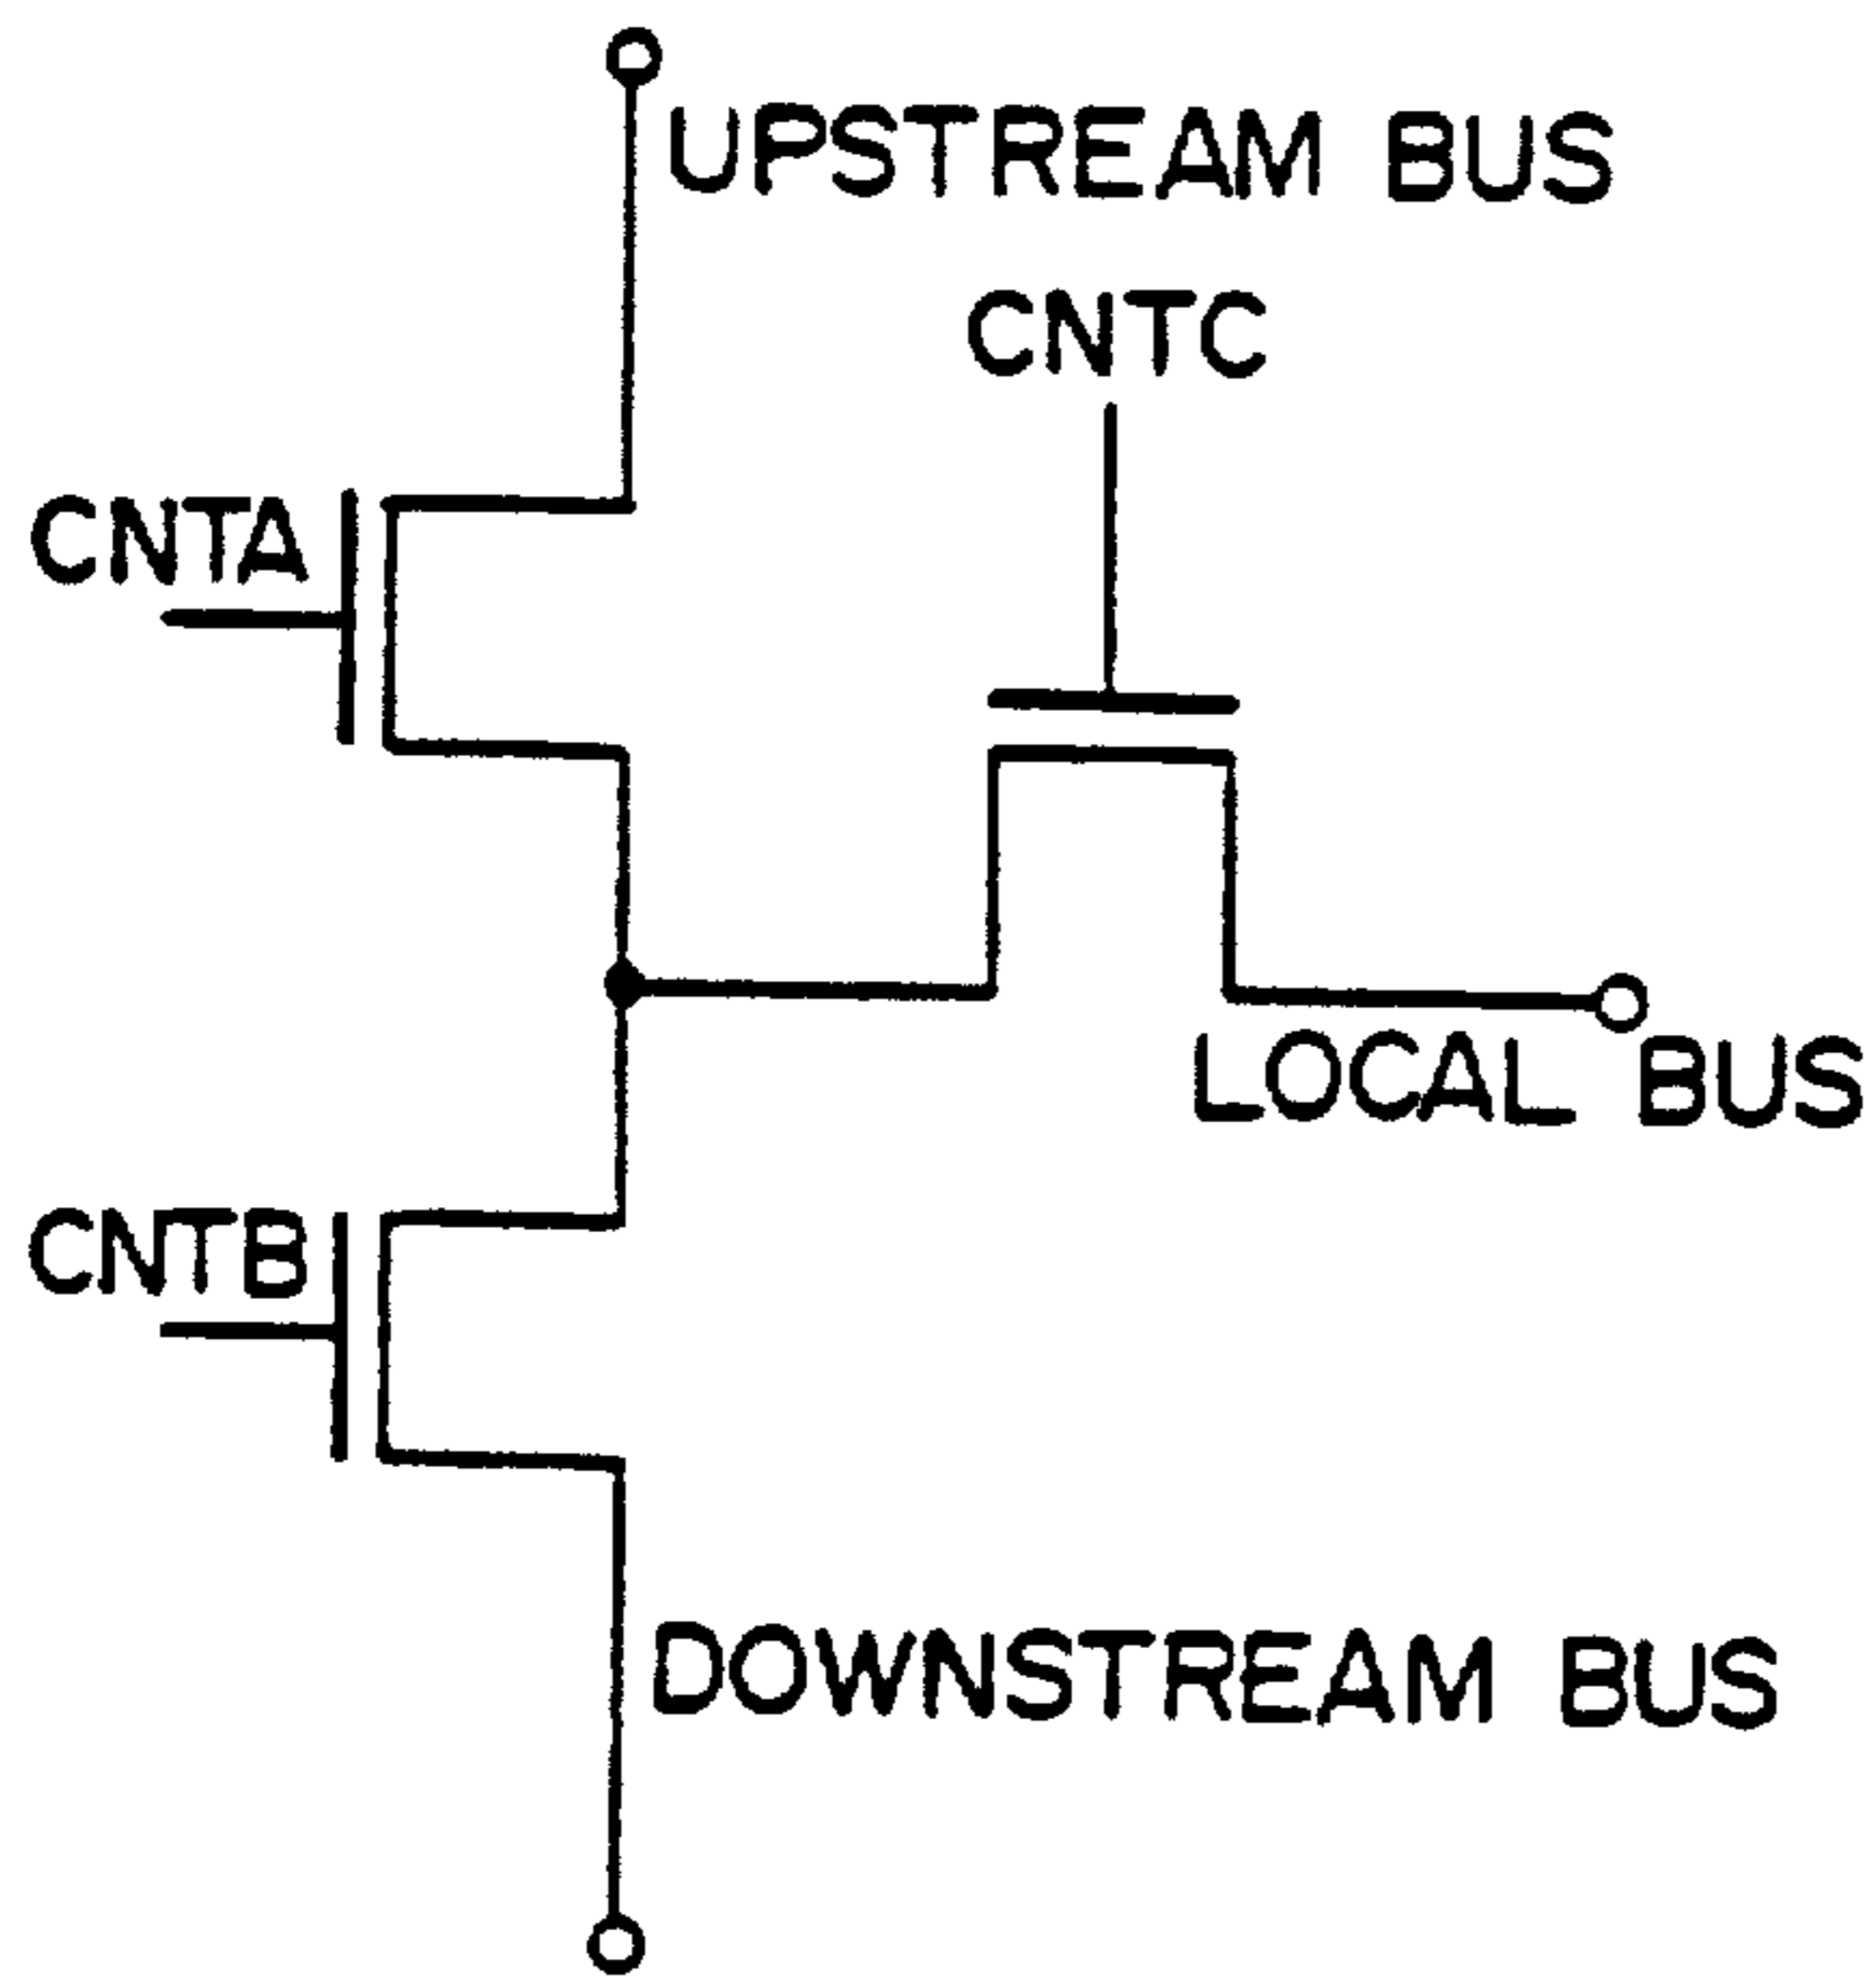 UPSTREAM BUS
CNTC
CNTA
LOCAL BUS
CNTB
DOWNSTREAM BUS